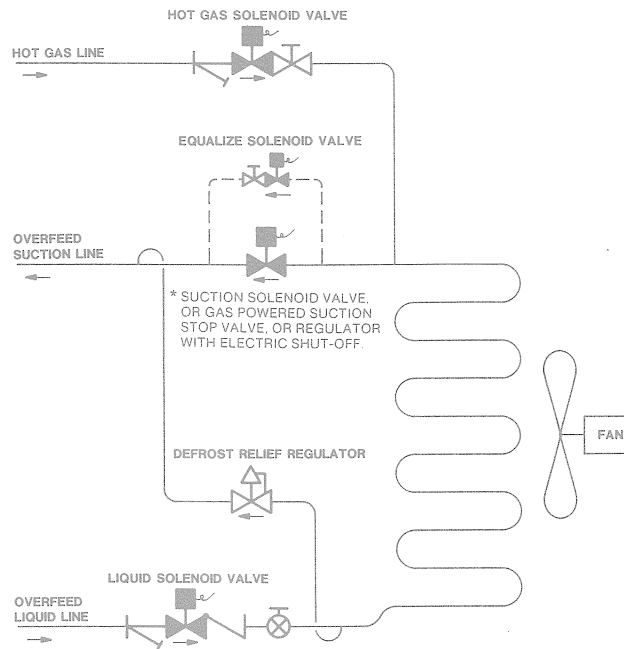 HOT GAS SOLENOID VALVE
HOT GAS LINE
EQUALIZE SOLENOID VALVE
OVERFEED
SUCTION LINE
* SUCTION SOLENOID VALVE,
OR GAS POWERED SUCTION
STOP VALVE, OR REGULATOR
WITH ELECTRIC SHUT-OFF.
FAN
DEFROST RELIEF REGULATOR
LIQUID SOLENOID VALVE
OVERFEED
LIQUID LINE